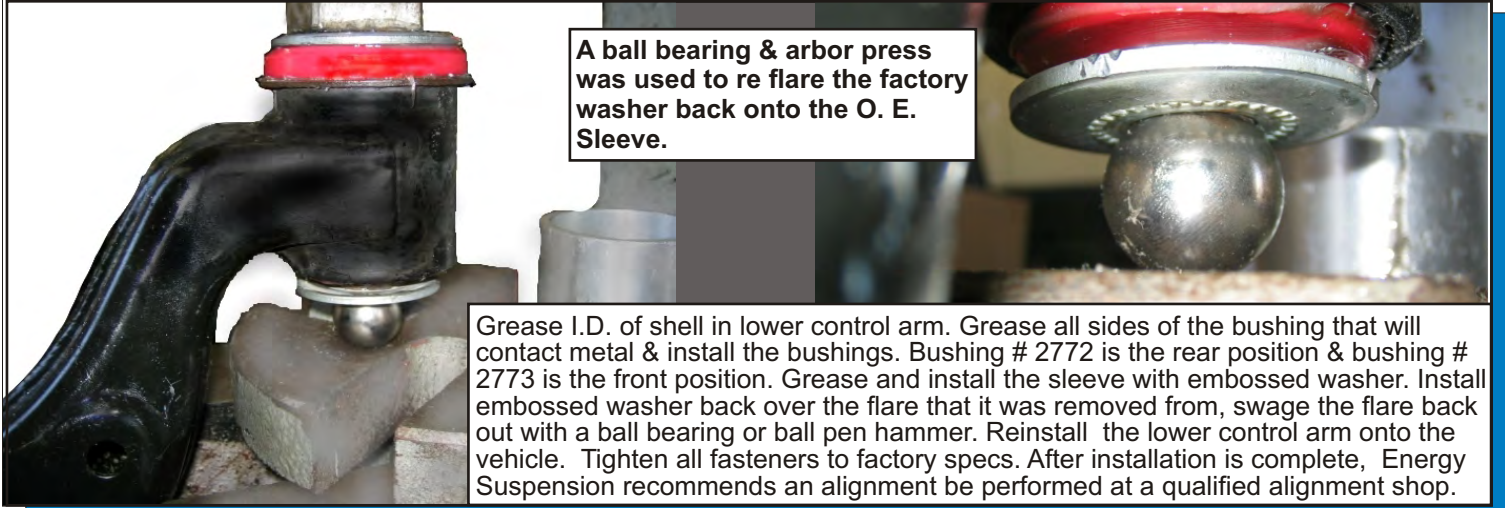 A ball bearing & arbor press
was used to re flare the factory
washer back onto the O. E.
Sleeve.
Grease I.D. of shell in lower control arm. Grease all sides of the bushing that will
contact metal & install the bushings. Bushing # 2772 is the rear position & bushing #
2773 is the front position. Grease and install the sleeve with embossed washer. Install
embossed washer back over the flare that it was removed from, swage the flare back
out with a ball bearing or ball pen hammer. Reinstall the lower control arm onto the
vehicle. Tighten all fasteners to factory specs. After installation is complete, Energy
Suspension recommends an alignment be performed at a qualified alignment shop.